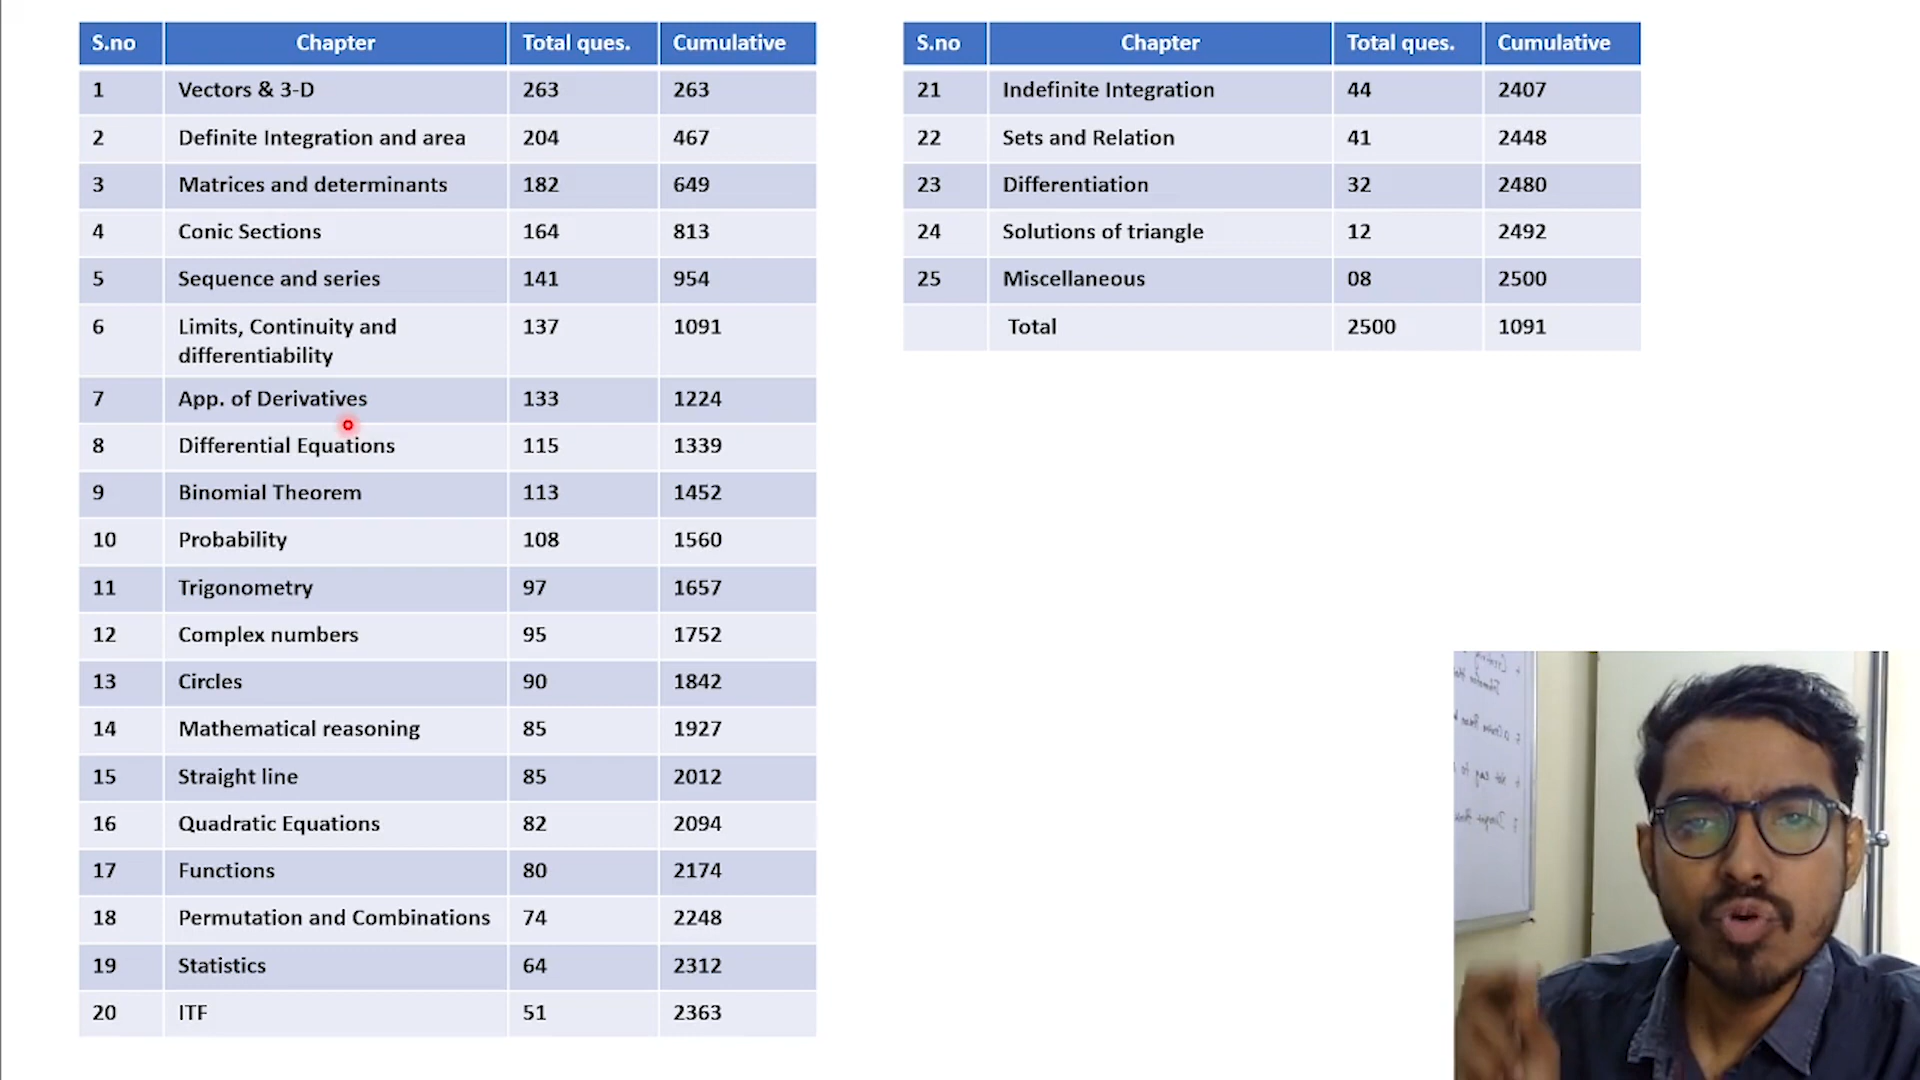 S.no Chapter Total ques. Cumulative
1 Vectors & 3-D 263 263
2 Definite Integration and area 204 467
3 Matrices and determinants 182 649
4 Conic Sections 164 813
5 Sequence and series 141 954
6 Limits, Continuity and differentiability 137 1091
7 App. of Derivatives 133 1224
8 Differential Equations 115 1339
9 Binomial Theorem 113 1452
10 Probability 108 1560
11 Trigonometry 97 1657
12 Complex numbers 95 1752
13 Circles 90 1842
14 Mathematical reasoning 85 1927
15 Straight line 85 2012
16 Quadratic Equations 82 2094
17 Functions 80 2174
18 Permutation and Combinations 74 2248
19 Statistics 64 2312
20 ITF 51 2363
S.no Chapter Total ques. Cumulative
21 Indefinite Integration 44 2407
22 Sets and Relation 41 2448
23 Differentiation 32 2480
24 Solutions of triangle 12 2492
25 Miscellaneous 08 2500
Total 2500 1091